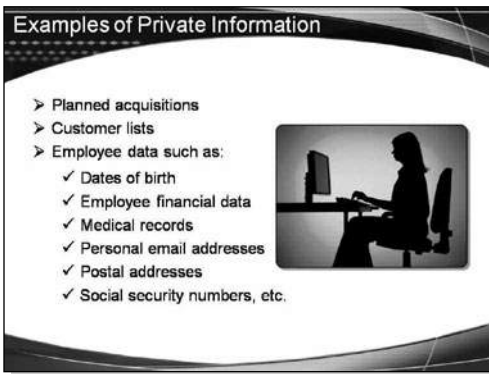 Examples of Private Information
➢ Planned acquisitions
➢ Customer lists
➢ Employee data such as:
✓ Dates of birth
✓ Employee financial data
✓ Medical records
✓ Personal email addresses
✓ Postal addresses
✓ Social security numbers, etc.